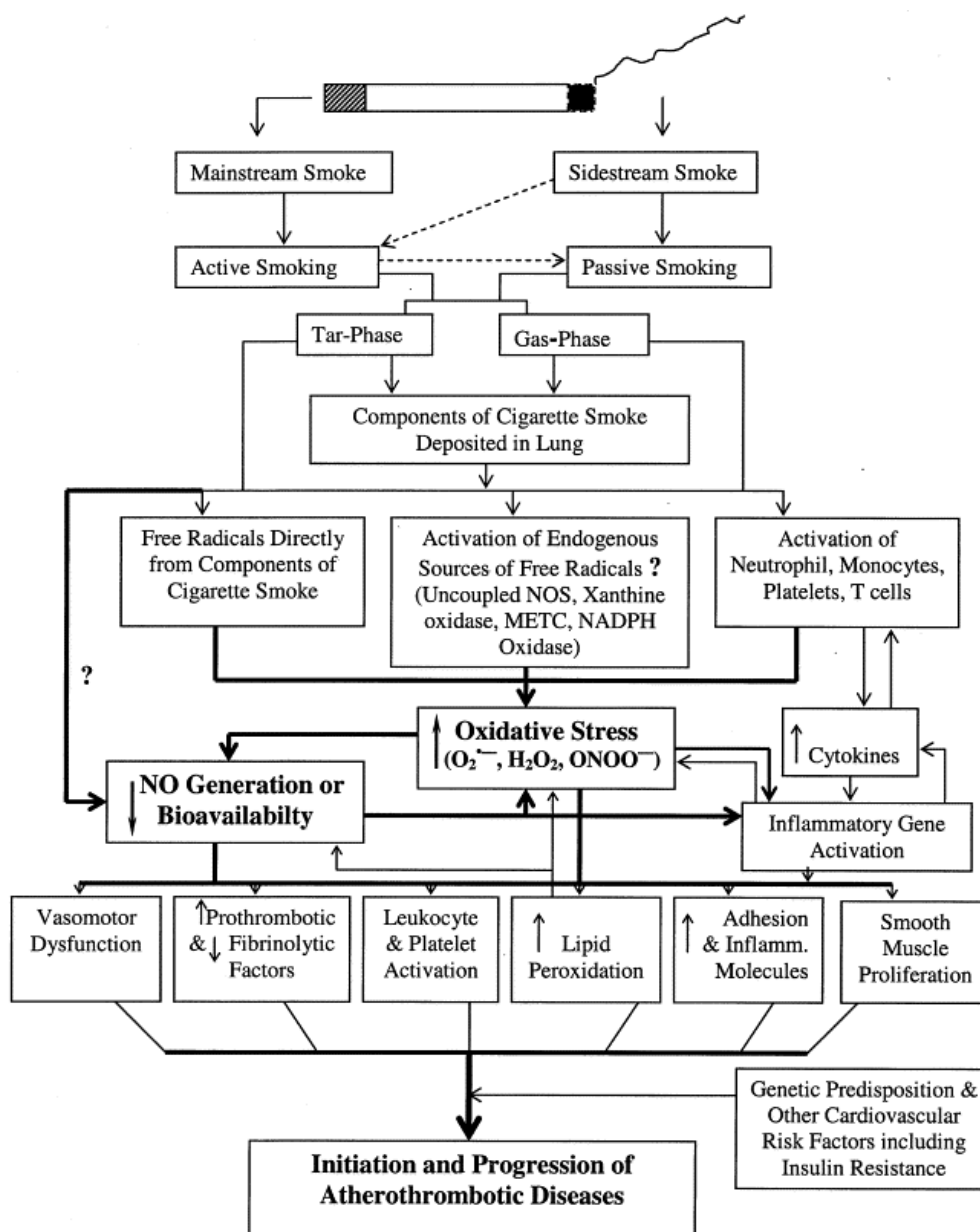 Mainstream Smoke
Sidestream Smoke
Active Smoking
Passive Smoking
Tar-Phase
Gas-Phase
Components of Cigarette Smoke
Deposited in Lung
Free Radicals Directly
from Components of
Cigarette Smoke
Activation of Endogenous
Sources of Free Radicals ?
(Uncoupled NOS, Xanthine
oxidase, METC, NADPH
Oxidase)
Activation of
Neutrophil, Monocytes,
Platelets, T cells
?
↑ Oxidative Stress
(O₂•—, H₂O₂, ONOO—)
↑ Cytokines
↓ NO Generation or
Bioavailabilty
Inflammatory Gene
Activation
Vasomotor
Dysfunction
↑Prothrombotic
& ↓ Fibrinolytic
Factors
Leukocyte
& Platelet
Activation
↑ Lipid
Peroxidation
↑ Adhesion
& Inflamm.
Molecules
Smooth
Muscle
Proliferation
Genetic Predisposition &
Other Cardiovascular
Risk Factors including
Insulin Resistance
Initiation and Progression of
Atherothrombotic Diseases